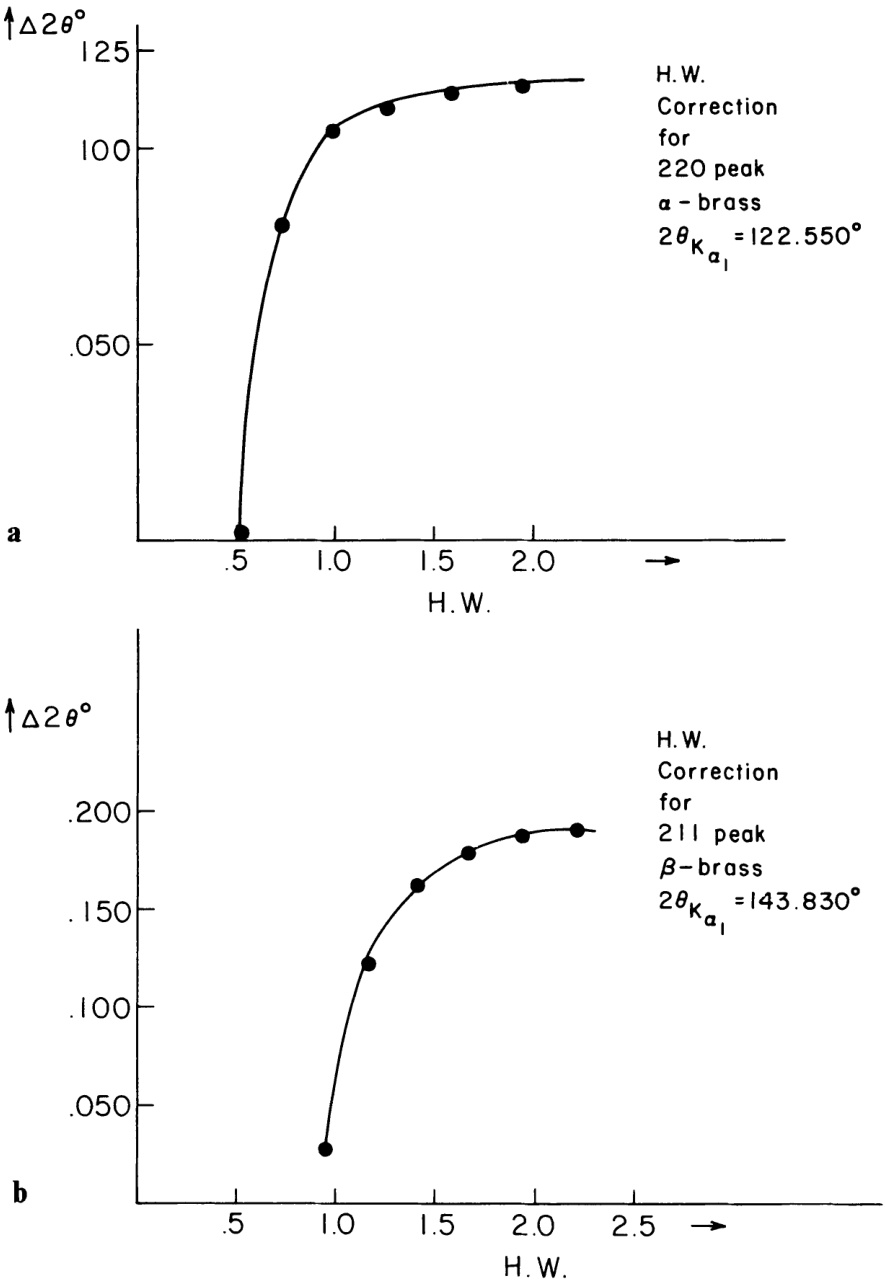 ↑Δ2θ°
125
100
.050
H.W.
Correction
for
220 peak
α-brass
2θKα1 =122.550°
a
.5 1.0 1.5 2.0 →
H.W.
↑Δ2θ°
.200
.150
.100
.050
H.W.
Correction
for
211 peak
β-brass
2θKα1 =143.830°
b
.5 1.0 1.5 2.0 2.5 →
H.W.